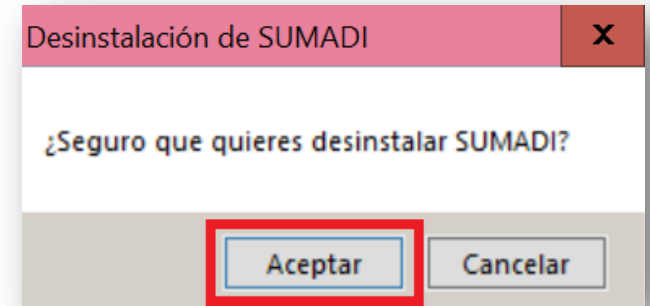 Desinstalación de SUMADI
X
¿Seguro que quieres desinstalar SUMADI?
Aceptar
Cancelar